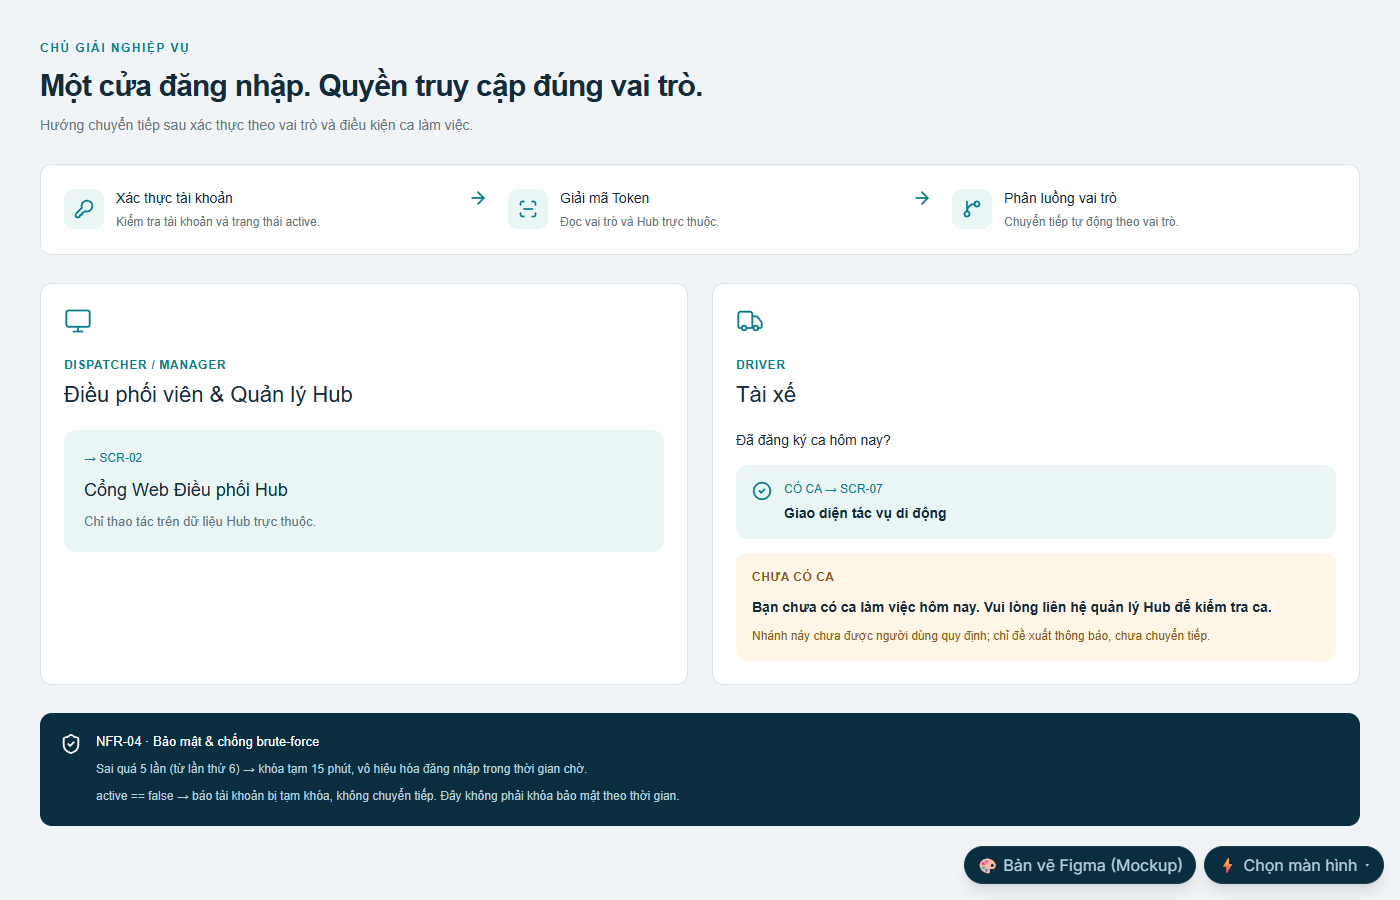 CHÚ GIẢI NGHIỆP VỤ
Một cửa đăng nhập. Quyền truy cập đúng vai trò.
Hướng chuyển tiếp sau xác thực theo vai trò và điều kiện ca làm việc.
Xác thực tài khoản
Kiểm tra tài khoản và trạng thái active.
Giải mã Token
Đọc vai trò và Hub trực thuộc.
Phân luồng vai trò
Chuyển tiếp tự động theo vai trò.
DISPATCHER / MANAGER
Điều phối viên & Quản lý Hub
→ SCR-02
Cổng Web Điều phối Hub
Chỉ thao tác trên dữ liệu Hub trực thuộc.
DRIVER
Tài xế
Đã đăng ký ca hôm nay?
CÓ CA → SCR-07
Giao diện tác vụ di động
CHƯA CÓ CA
Bạn chưa có ca làm việc hôm nay. Vui lòng liên hệ quản lý Hub để kiểm tra ca.
Nhánh này chưa được người dùng quy định; chỉ đề xuất thông báo, chưa chuyển tiếp.
NFR-04 · Bảo mật & chống brute-force
Sai quá 5 lần (từ lần thứ 6) → khóa tạm 15 phút, vô hiệu hóa đăng nhập trong thời gian chờ.
active == false → báo tài khoản bị tạm khóa, không chuyển tiếp. Đây không phải khóa bảo mật theo thời gian.
Bản vẽ Figma (Mockup)
Chọn màn hình